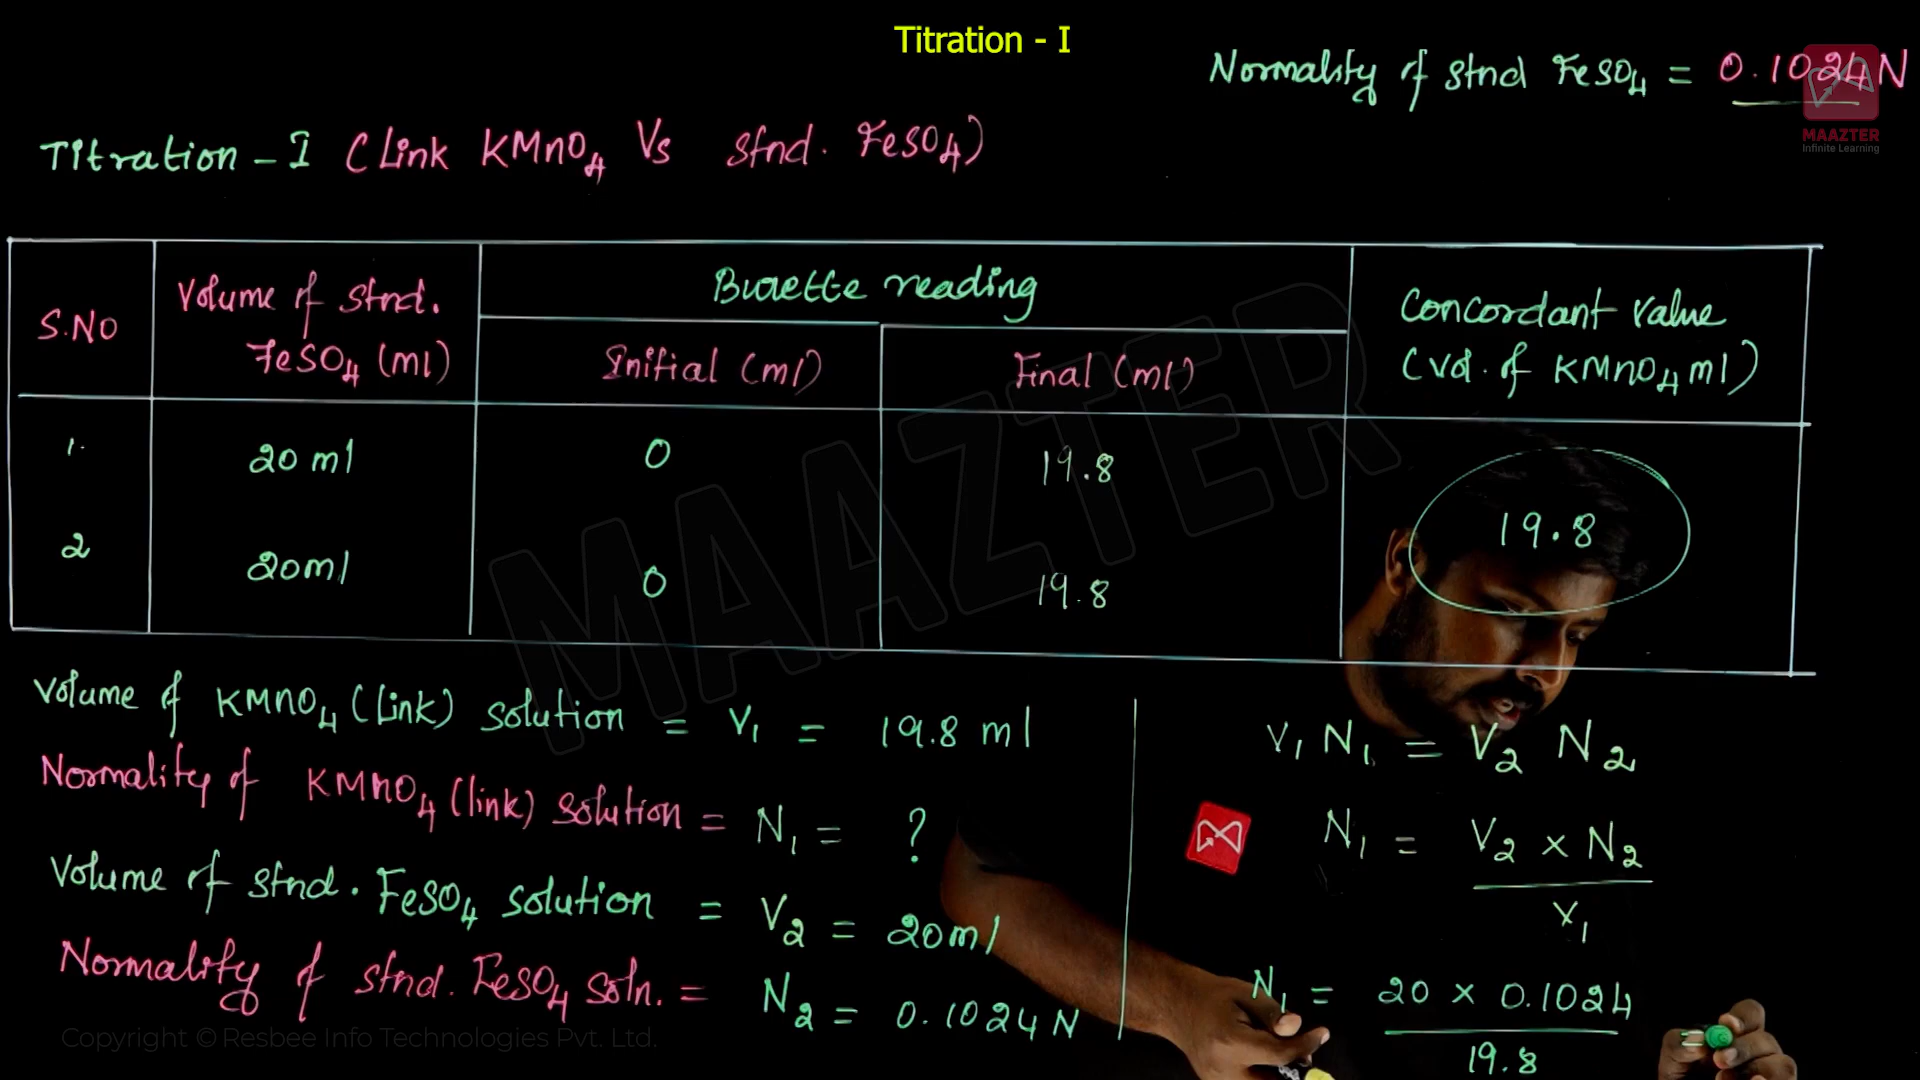 Titration - I
Normality of stnd FeSO4 = 0.1024 N
MAAZTER
Infinite Learning
Titration - I (Link KMnO4 Vs stnd. FeSO4)
S.NO
Volume of stnd.
FeSO4 (ml)
Burette reading
Initial (ml)
Final (ml)
Concordant value
(vol. of KMnO4 ml)
1.
20 ml
0
19.8
19.8
2
20ml
0
19.8
MAAZTER
Volume of KMnO4 (Link) solution = V1 = 19.8 ml
Normality of KMnO4 (link) solution = N1 = ?
Volume of stnd. FeSO4 solution = V2 = 20ml
Normality of stnd. FeSO4 soln. = N2 = 0.1024 N
V1 N1 = V2 N2
N1 = V2 x N2
V1
N1 = 20 x 0.1024 =
19.8
Copyright © Resbee Info Technologies Pvt. Ltd.